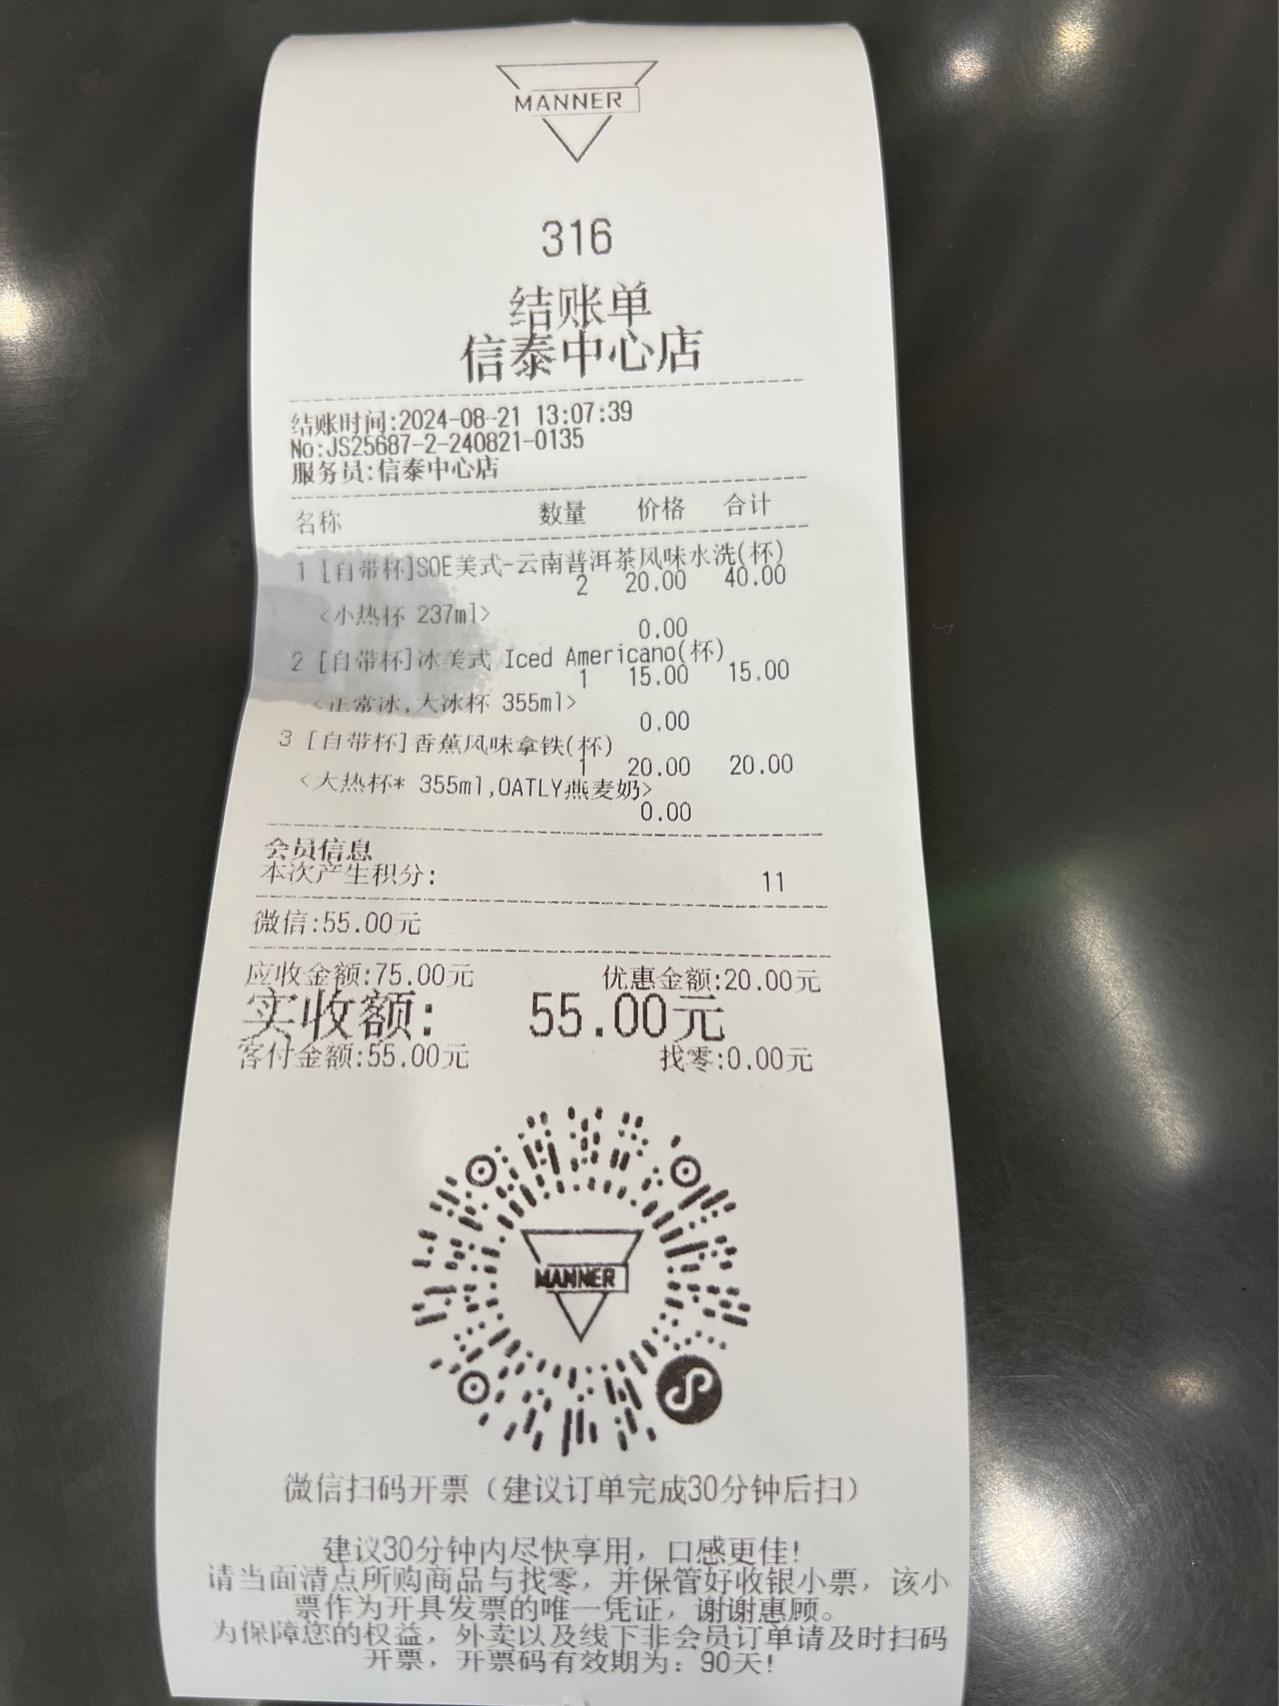 MANNER
316
结账单
信泰中心店
结账时间:2024-08-21 13:07:39
No:JS25687-2-240821-0135
服务员:信泰中心店
名称 数量 价格 合计
1 [自带杯]SOE美式-云南普洱茶风味水洗(杯)
2 20.00 40.00
<小热杯 237ml>
0.00
2 [自带杯]冰美式 Iced Americano(杯)
1 15.00 15.00
<正常冰,大冰杯 355ml>
0.00
3 [自带杯]香蕉风味拿铁(杯)
1 20.00 20.00
<大热杯* 355ml,OATLY燕麦奶>
0.00
会员信息
本次产生积分: 11
微信:55.00元
应收金额:75.00元 优惠金额:20.00元
实收额: 55.00元
客付金额:55.00元 找零:0.00元
MANNER
微信扫码开票（建议订单完成30分钟后扫）
建议30分钟内尽快享用，口感更佳!
请当面清点所购商品与找零，并保管好收银小票，该小
票作为开具发票的唯一凭证，谢谢惠顾。
为保障您的权益，外卖以及线下非会员订单请及时扫码
开票，开票码有效期为：90天!